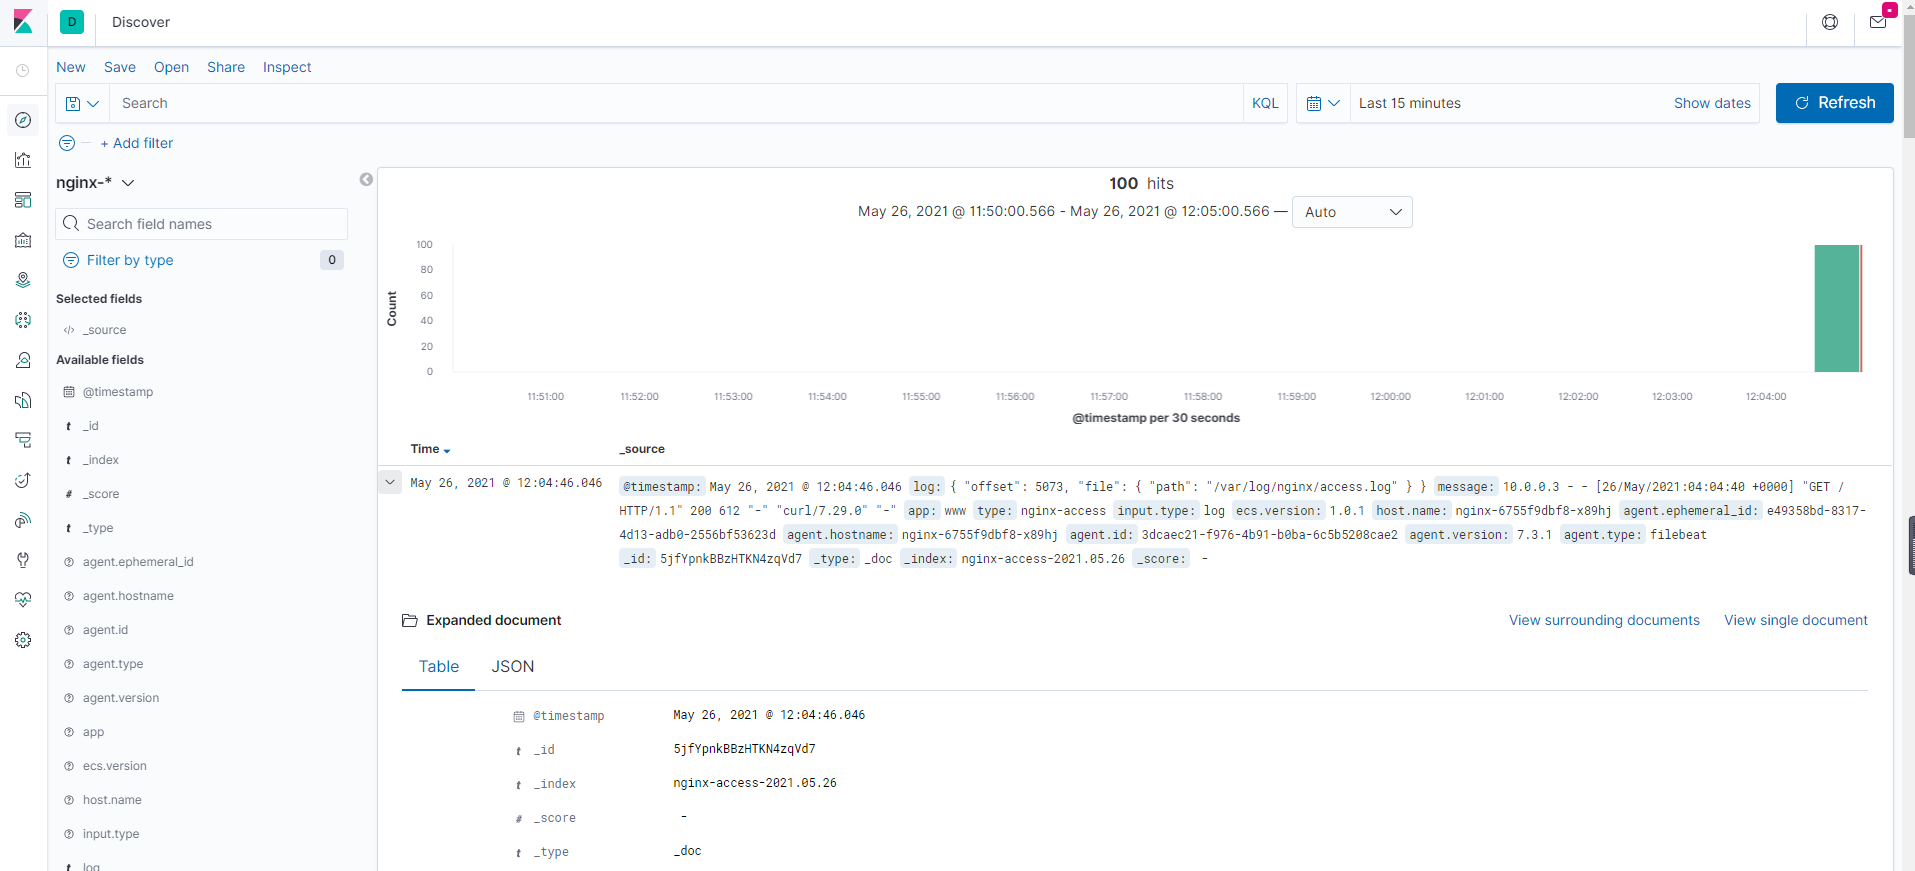 D
Discover
New Save Open Share Inspect
Search
KQL
Last 15 minutes
Show dates
Refresh
+ Add filter
nginx-*
Search field names
Filter by type
0
Selected fields
_source
Available fields
@timestamp
t _id
t _index
# _score
t _type
agent.ephemeral_id
agent.hostname
agent.id
agent.type
agent.version
app
ecs.version
host.name
input.type
t log
100 hits
May 26, 2021 @ 11:50:00.566 - May 26, 2021 @ 12:05:00.566 — Auto
Count
100
80
60
40
20
0
11:51:00 11:52:00 11:53:00 11:54:00 11:55:00 11:56:00 11:57:00 11:58:00 11:59:00 12:00:00 12:01:00 12:02:00 12:03:00 12:04:00
@timestamp per 30 seconds
Time _source
May 26, 2021 @ 12:04:46.046
@timestamp: May 26, 2021 @ 12:04:46.046 log: { "offset": 5073, "file": { "path": "/var/log/nginx/access.log" } } message: 10.0.0.3 - - [26/May/2021:04:04:40 +0000] "GET /
HTTP/1.1" 200 612 "-" "curl/7.29.0" "-" app: www type: nginx-access input.type: log ecs.version: 1.0.1 host.name: nginx-6755f9dbf8-x89hj agent.ephemeral_id: e49358bd-8317-
4d13-adb0-2556bf53623d agent.hostname: nginx-6755f9dbf8-x89hj agent.id: 3dcaec21-f976-4b91-b0ba-6c5b5208cae2 agent.version: 7.3.1 agent.type: filebeat
_id: 5jfYpnkBBzHTKN4zqVd7 _type: _doc _index: nginx-access-2021.05.26 _score: -
Expanded document
View surrounding documents View single document
Table JSON
@timestamp May 26, 2021 @ 12:04:46.046
t _id 5jfYpnkBBzHTKN4zqVd7
t _index nginx-access-2021.05.26
# _score -
t _type _doc